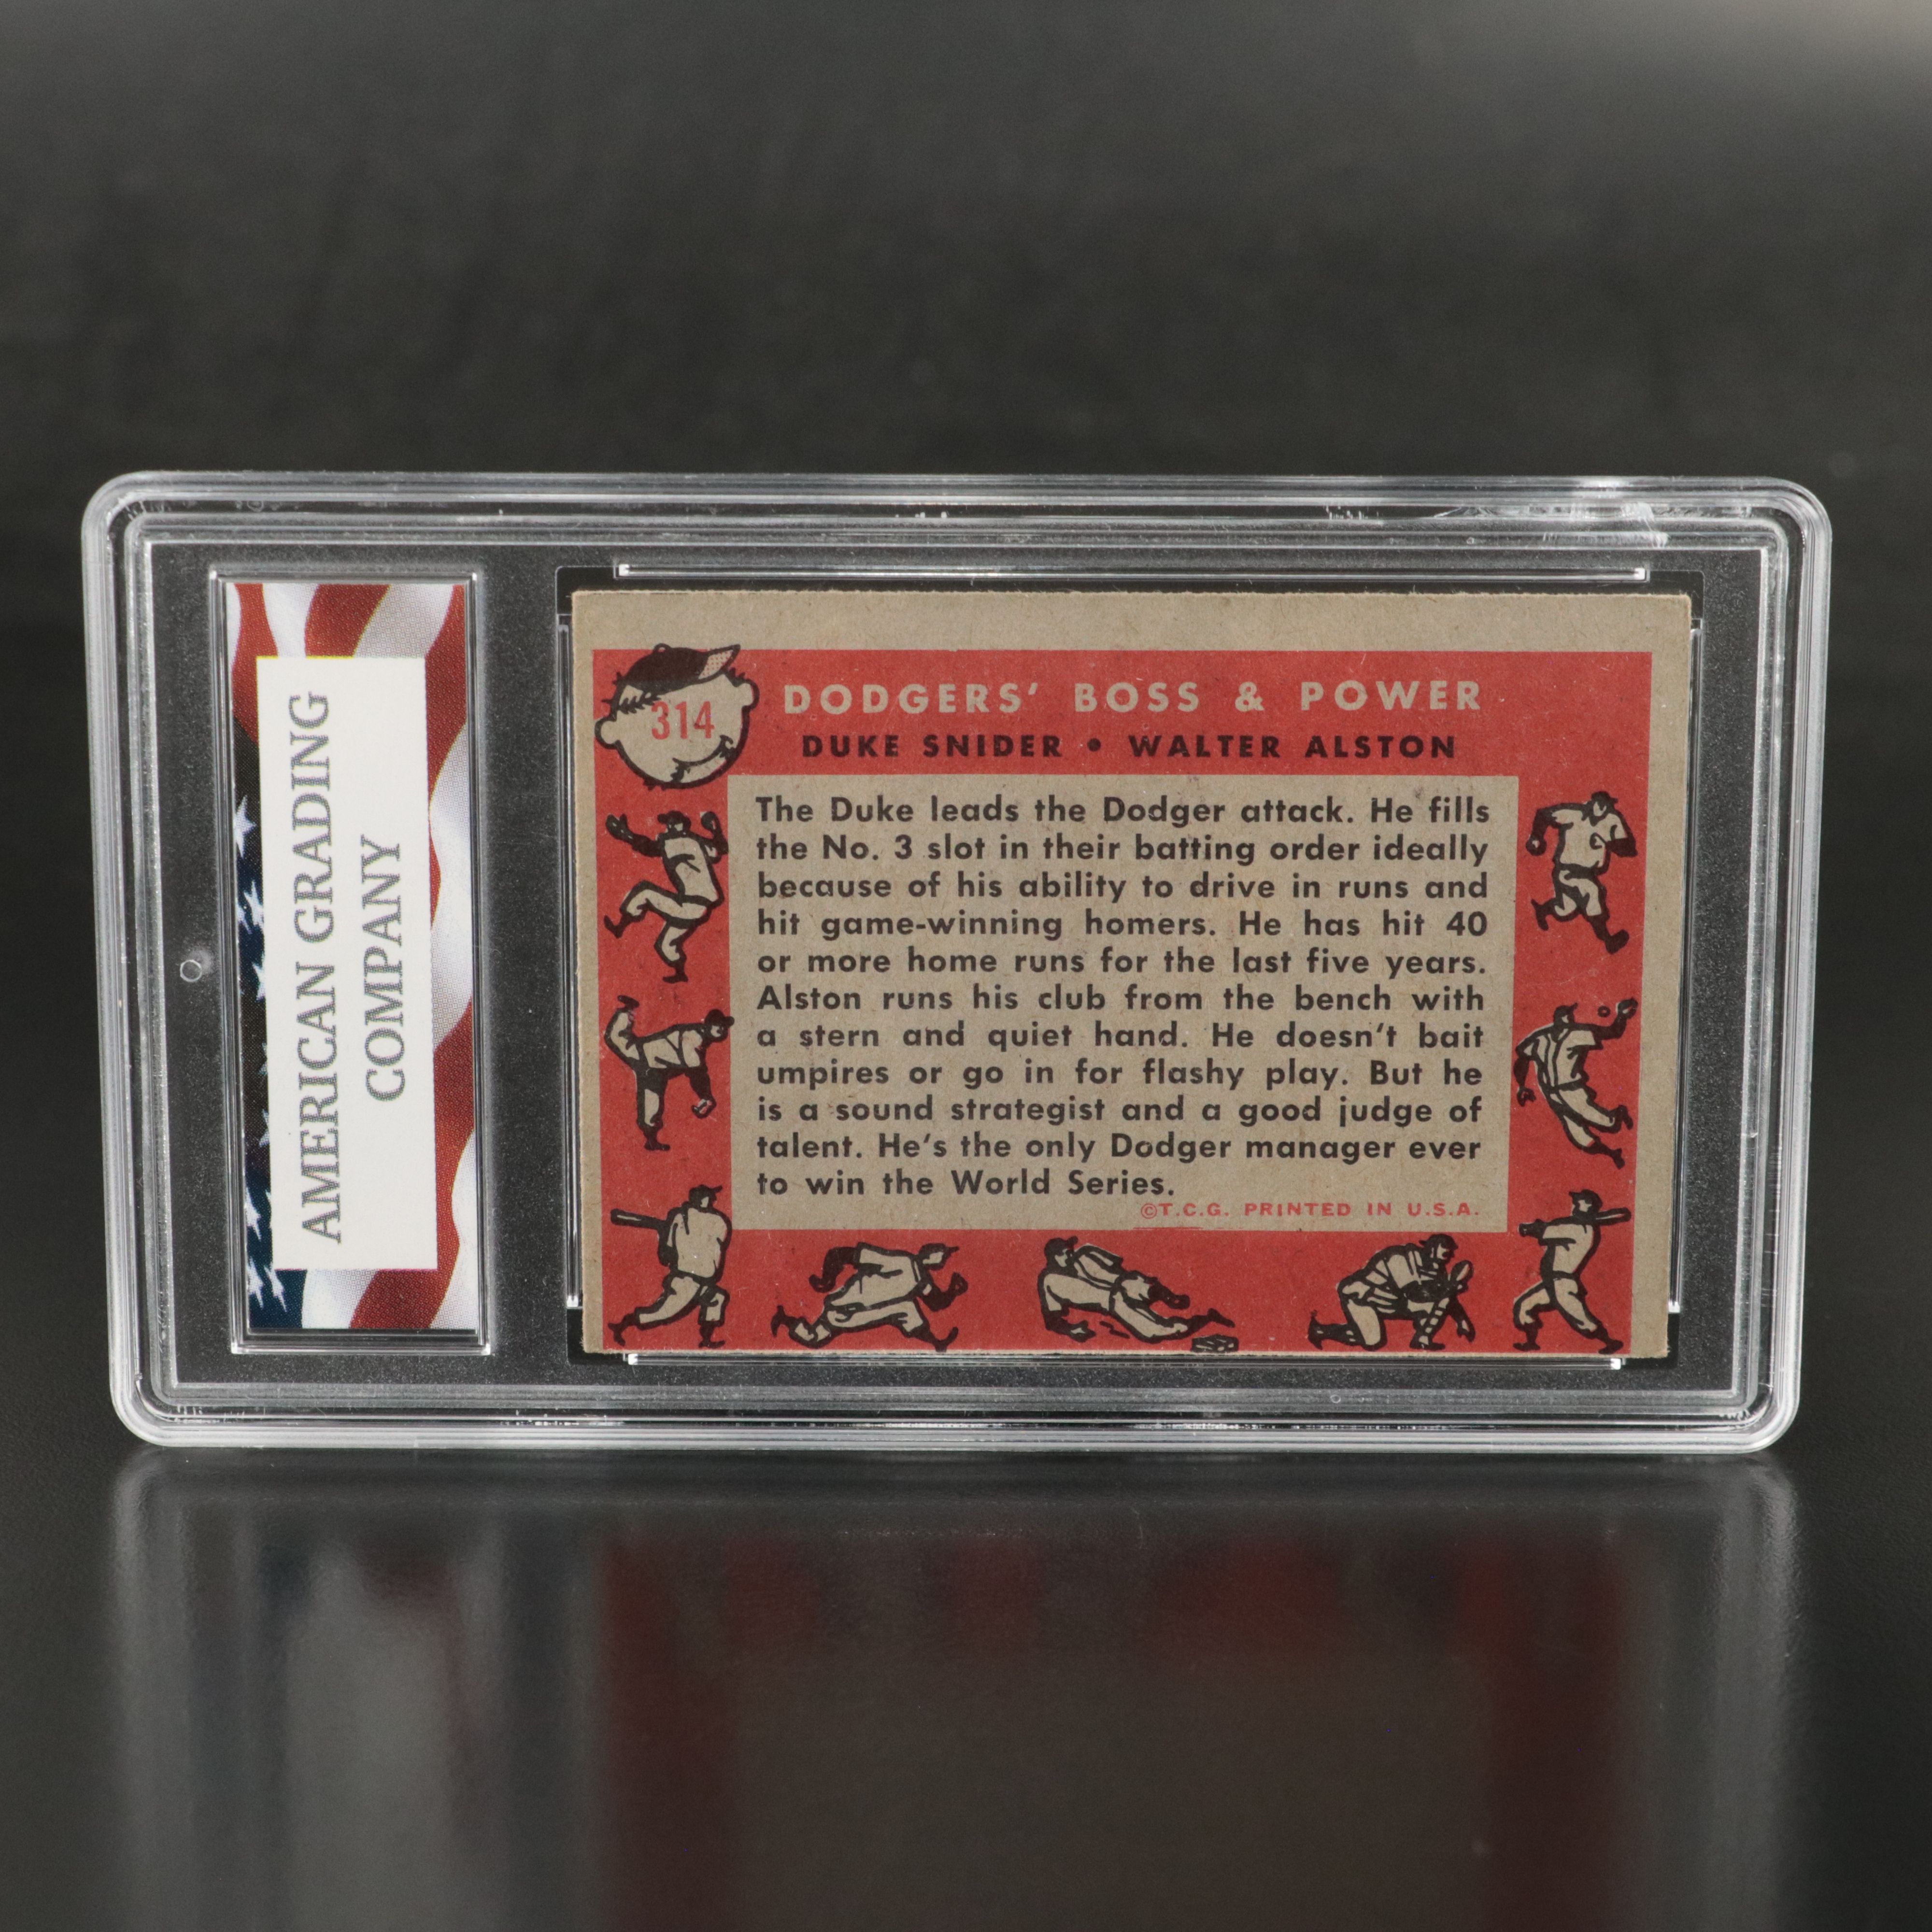 AMERICAN GRADING
COMPANY
314
DODGERS' BOSS & POWER
DUKE SNIDER • WALTER ALSTON
The Duke leads the Dodger attack. He fills
the No. 3 slot in their batting order ideally
because of his ability to drive in runs and
hit game-winning homers. He has hit 40
or more home runs for the last five years.
Alston runs his club from the bench with
a stern and quiet hand. He doesn't bait
umpires or go in for flashy play. But he
is a sound strategist and a good judge of
talent. He's the only Dodger manager ever
to win the World Series.
©T.C.G. PRINTED IN U.S.A.